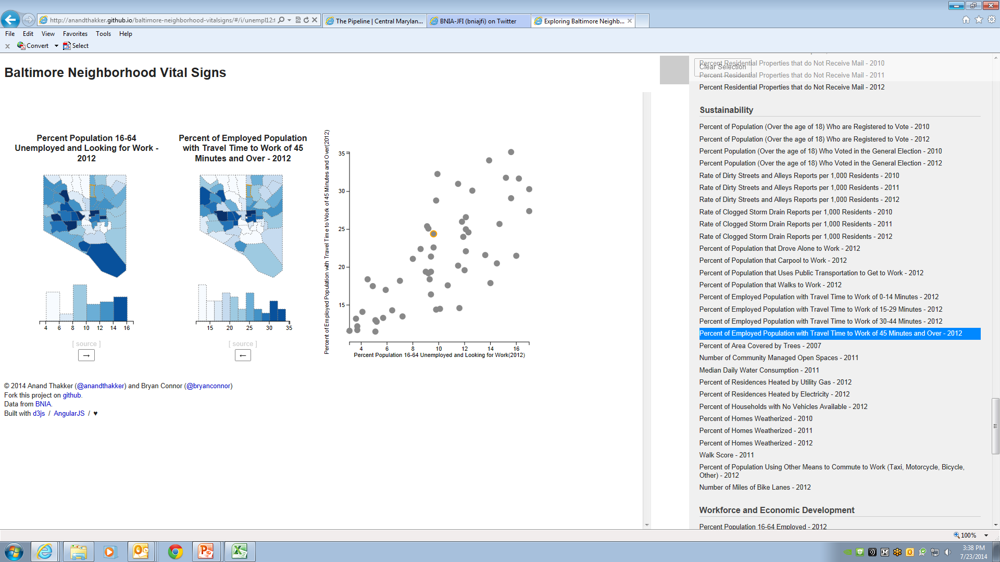 http://anandthakker.github.io/baltimore-neighborhood-vitalsigns/#/i/unempl12:t
The Pipeline | Central Marylan...
BNIA-JFI (bniajfi) on Twitter
Exploring Baltimore Neighb...
File Edit View Favorites Tools Help
x Convert Select
Baltimore Neighborhood Vital Signs
Clear Selection
Percent Residential Properties that do Not Receive Mail - 2010
Percent Residential Properties that do Not Receive Mail - 2011
Percent Residential Properties that do Not Receive Mail - 2012
Sustainability
Percent of Population (Over the age of 18) Who are Registered to Vote - 2010
Percent of Population (Over the age of 18) Who are Registered to Vote - 2012
Percent Population (Over the age of 18) Who Voted in the General Election - 2010
Percent Population (Over the age of 18) Who Voted in the General Election - 2012
Rate of Dirty Streets and Alleys Reports per 1,000 Residents - 2010
Rate of Dirty Streets and Alleys Reports per 1,000 Residents - 2011
Rate of Dirty Streets and Alleys Reports per 1,000 Residents - 2012
Rate of Clogged Storm Drain Reports per 1,000 Residents - 2010
Rate of Clogged Storm Drain Reports per 1,000 Residents - 2011
Rate of Clogged Storm Drain Reports per 1,000 Residents - 2012
Percent of Population that Drove Alone to Work - 2012
Percent of Population that Carpool to Work - 2012
Percent of Population that Uses Public Transportation to Get to Work - 2012
Percent of Population that Walks to Work - 2012
Percent of Employed Population with Travel Time to Work of 0-14 Minutes - 2012
Percent of Employed Population with Travel Time to Work of 15-29 Minutes - 2012
Percent of Employed Population with Travel Time to Work of 30-44 Minutes - 2012
Percent of Employed Population with Travel Time to Work of 45 Minutes and Over - 2012
Percent of Area Covered by Trees - 2007
Number of Community Managed Open Spaces - 2011
Median Daily Water Consumption - 2011
Percent of Residences Heated by Utility Gas - 2012
Percent of Residences Heated by Electricity - 2012
Percent of Households with No Vehicles Available - 2012
Percent of Homes Weatherized - 2010
Percent of Homes Weatherized - 2011
Percent of Homes Weatherized - 2012
Walk Score - 2011
Percent of Population Using Other Means to Commute to Work (Taxi, Motorcycle, Bicycle,
Other) - 2012
Number of Miles of Bike Lanes - 2012
Workforce and Economic Development
Percent Population 16-64 Employed - 2012
Percent Population 16-64
Unemployed and Looking for Work -
2012
4 6 8 10 12 14 16
[ source ]
→
Percent of Employed Population
with Travel Time to Work of 45
Minutes and Over - 2012
15 20 25 30 35
[ source ]
←
Percent of Employed Population with Travel Time to Work of 45 Minutes and Over(2012)
35
30
25
20
15
4 6 8 10 12 14 16
Percent Population 16-64 Unemployed and Looking for Work(2012)
© 2014 Anand Thakker (@anandthakker) and Bryan Connor (@bryanconnor)
Fork this project on github.
Data from BNIA.
Built with d3js / AngularJS / ♥
100%
3:38 PM
7/23/2014